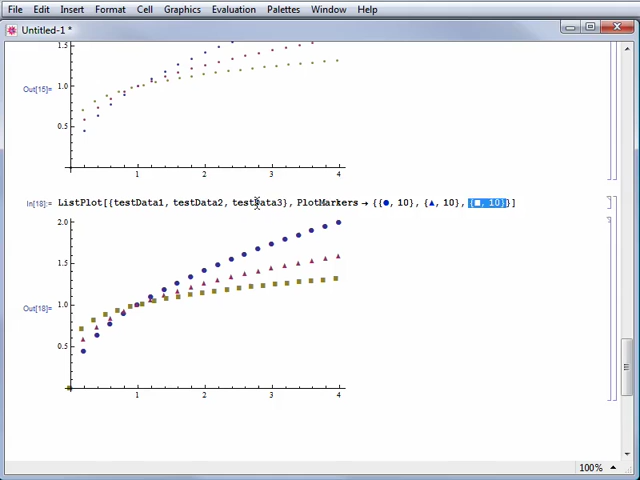 File Edit Insert Format Cell Graphics Evaluation Palettes Window Help
Untitled-1 *
1.5
Out[15]= 1.0
0.5
1 2 3 4
In[18]:= ListPlot[{testData1, testData2, testData3}, PlotMarkers → {{●, 10}, {▲, 10}, {■, 10}}]
2.0
1.5
Out[18]= 1.0
0.5
1 2 3 4
100%